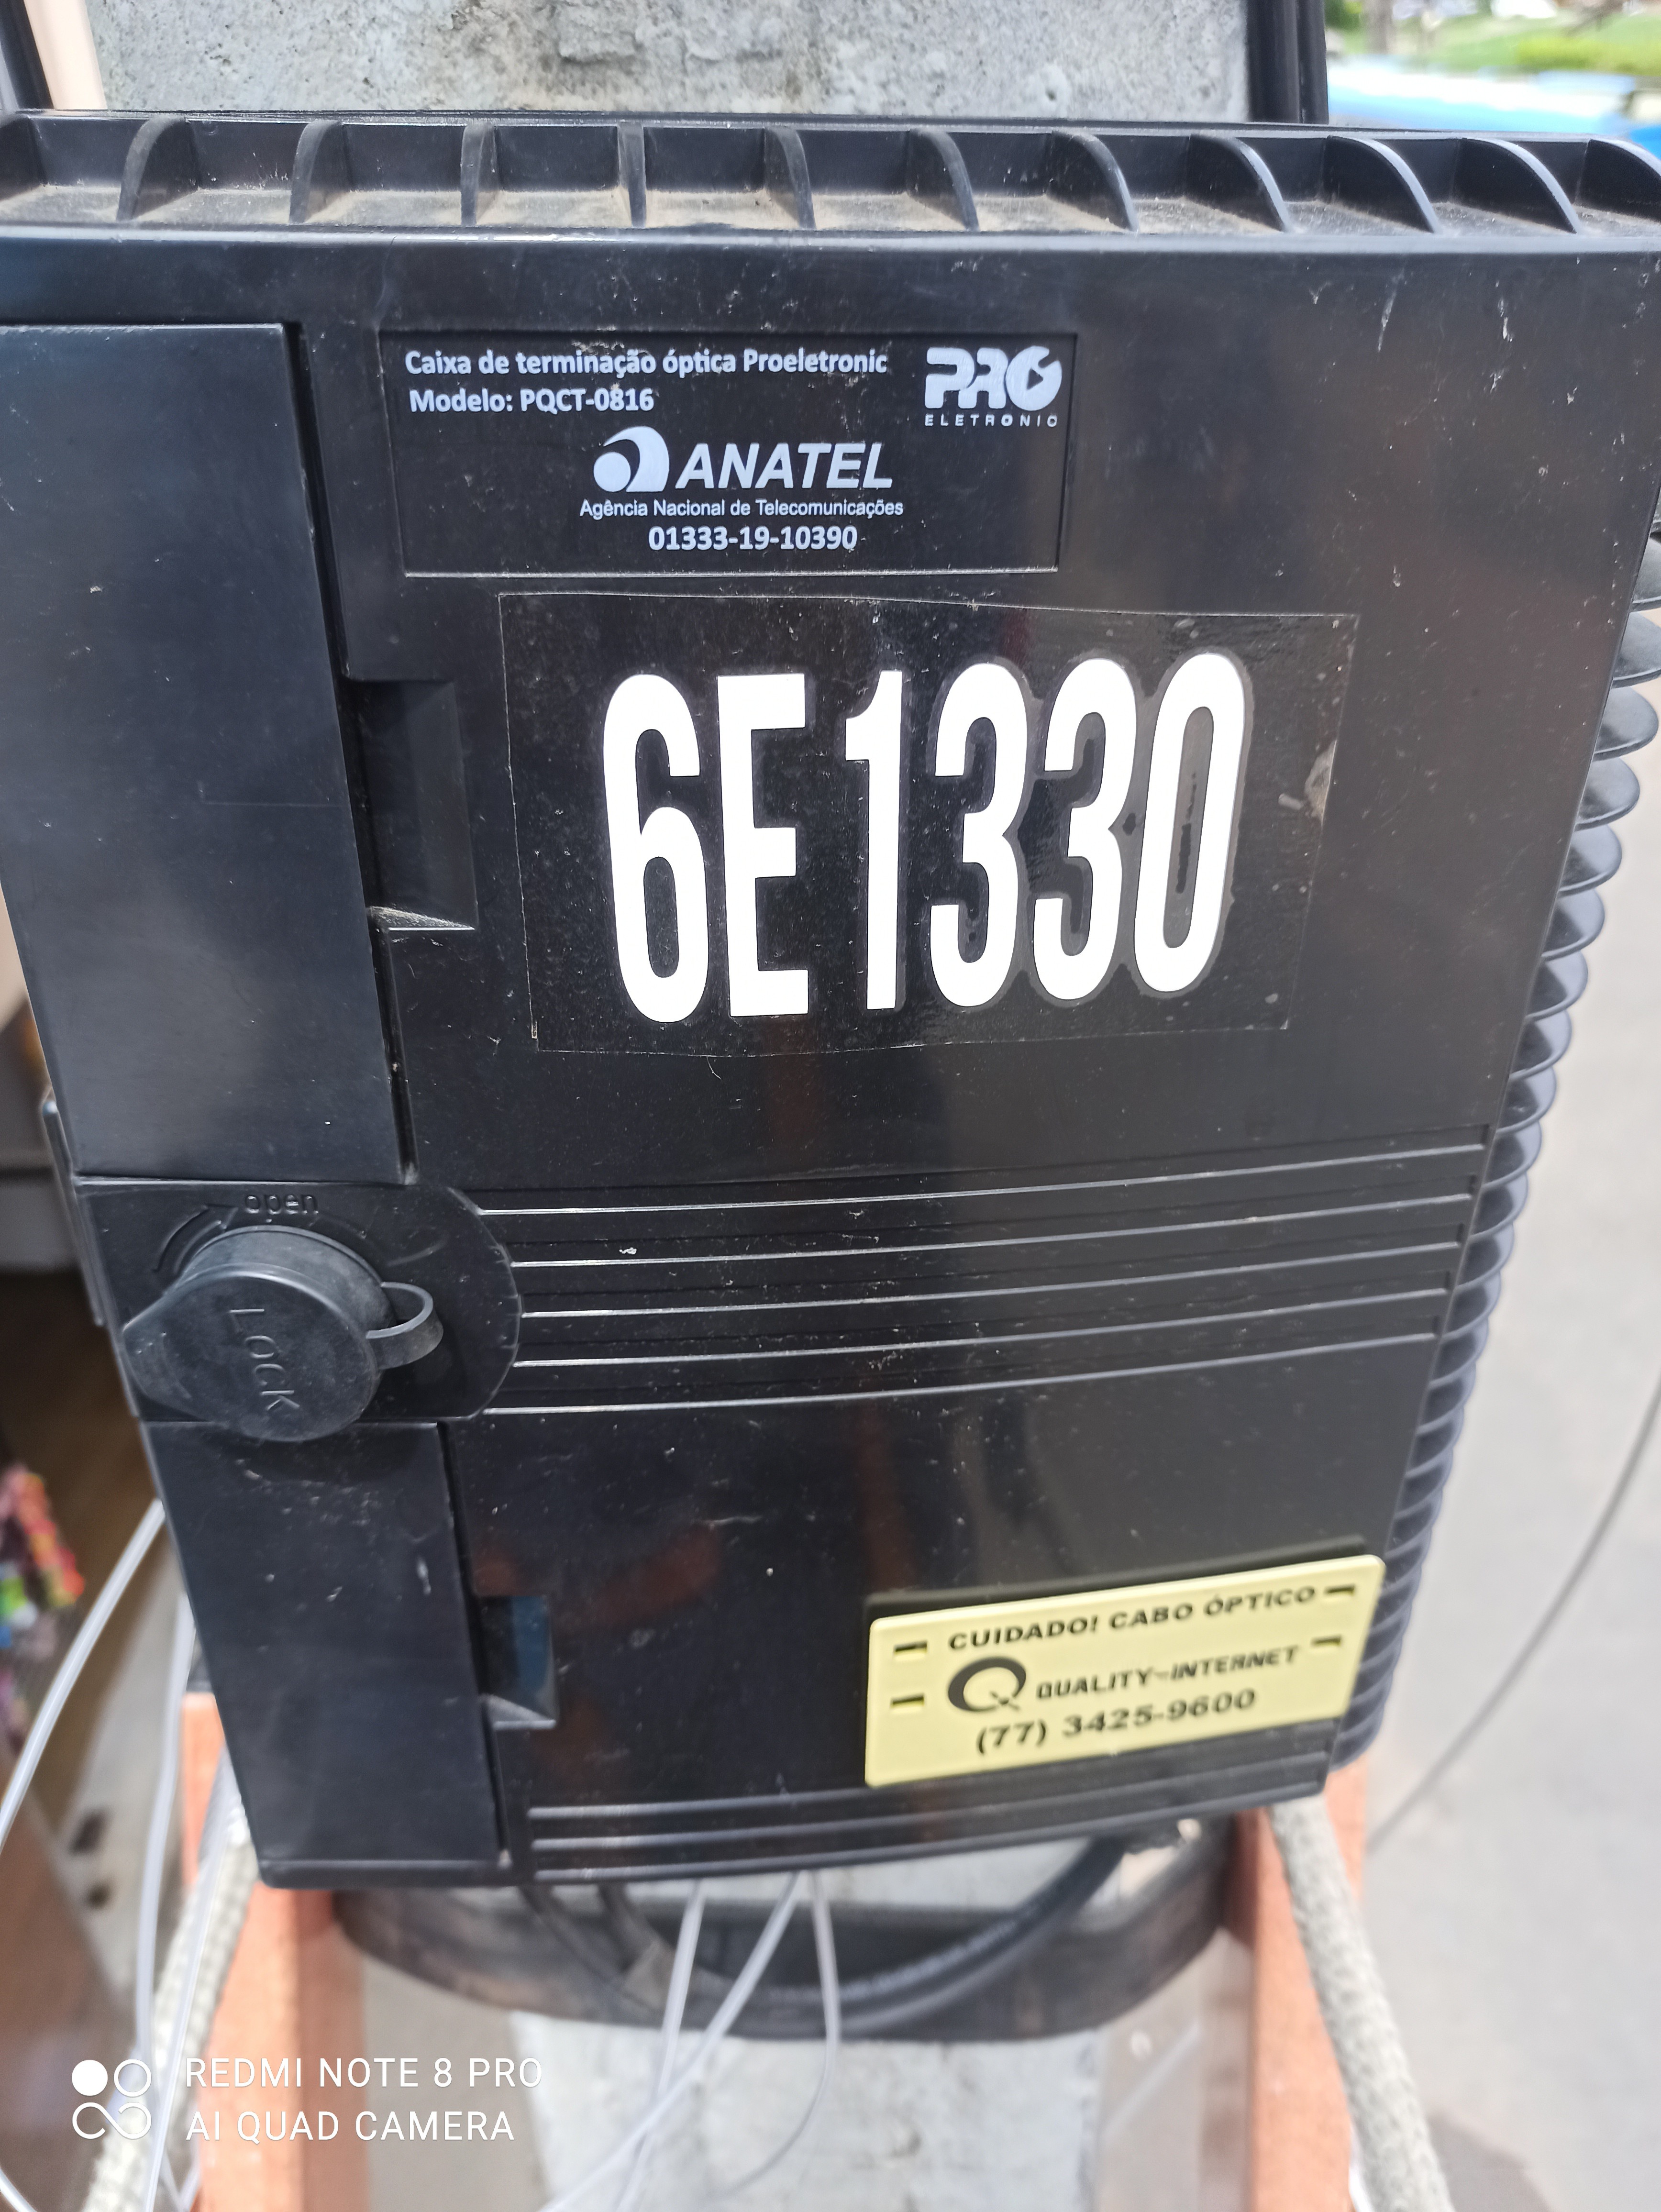 Caixa de terminação óptica Proeletronic
Modelo: PQCT-0816
PRO
ELETRONIC
ANATEL
Agência Nacional de Telecomunicações
01333-19-10390
6E1330
open
Lock
CUIDADO! CABO ÓPTICO
Q QUALITY-INTERNET
(77) 3425-9600
REDMI NOTE 8 PRO
AI QUAD CAMERA